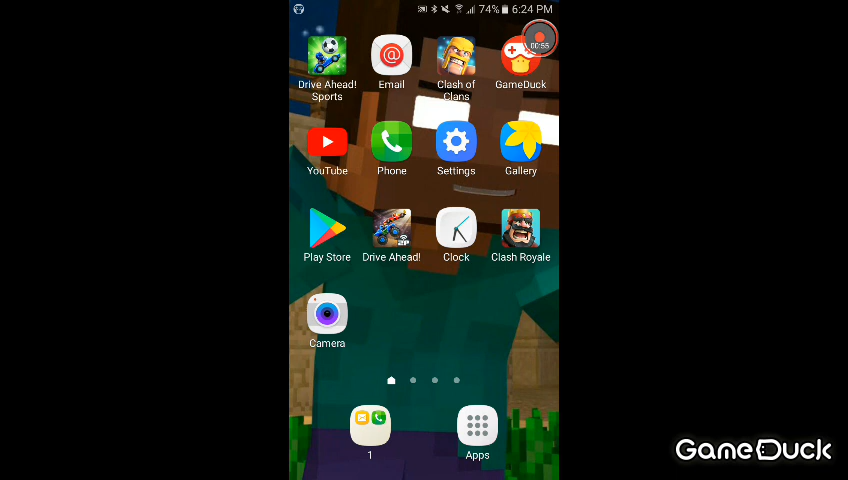 74% 6:24 PM
00:55
Drive Ahead! Sports
Email
Clash of Clans
GameDuck
YouTube
Phone
Settings
Gallery
Play Store
Drive Ahead!
Clock
Clash Royale
Camera
1
Apps
GameDuck